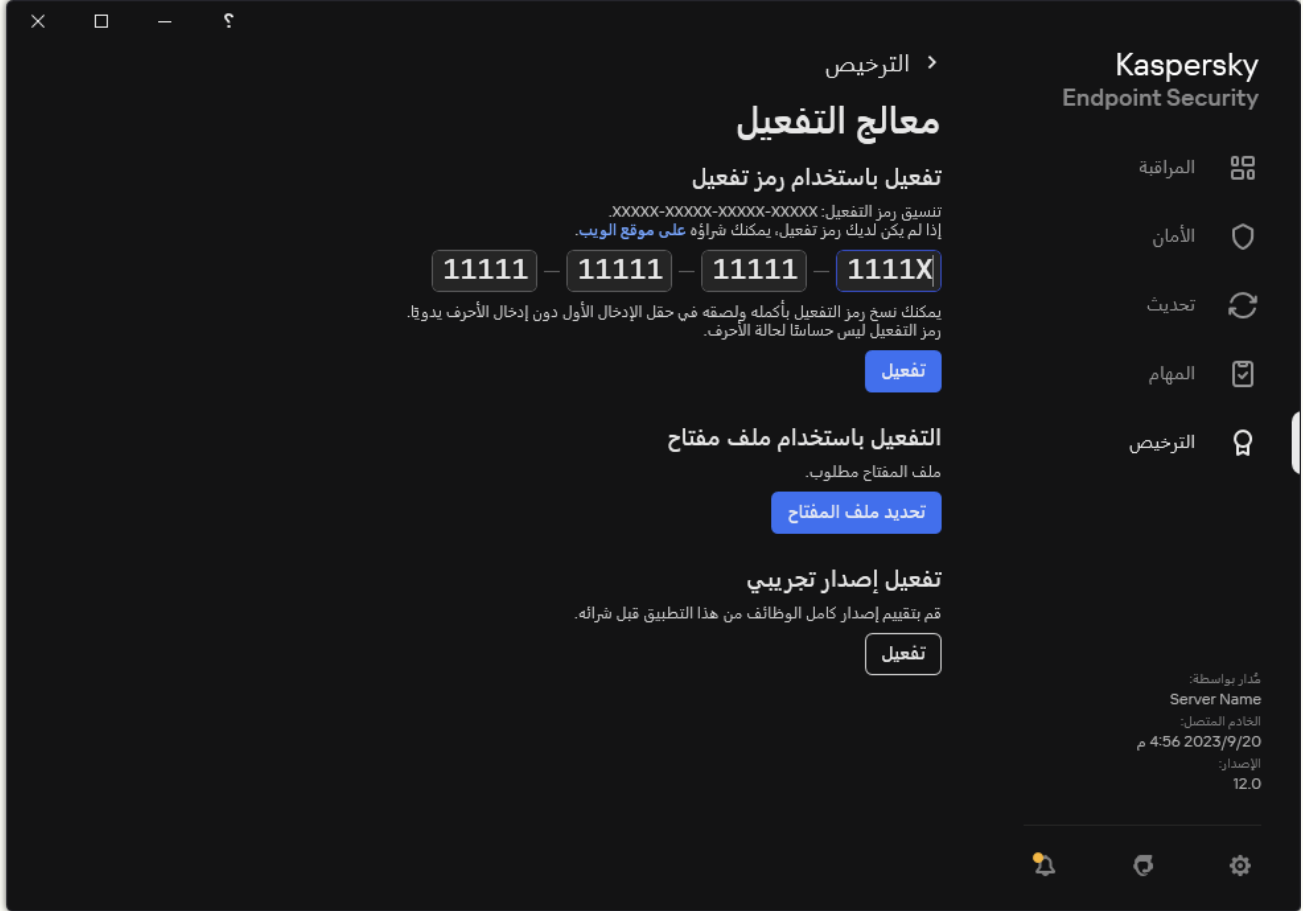 ؟
Kaspersky
Endpoint Security
المراقبة
الأمان
تحديث
المهام
الترخيص
مُدار بواسطة:
Server Name
الخادم المتصل:
2023/9/20 4:56 م
الإصدار:
12.0
الترخيص
معالج التفعيل
تفعيل باستخدام رمز تفعيل
تنسيق رمز التفعيل: XXXXX-XXXXX-XXXXX-XXXXX.
إذا لم يكن لديك رمز تفعيل، يمكنك شراؤه على موقع الويب.
11111 – 11111 – 11111 – 1111X
يمكنك نسخ رمز التفعيل بأكمله ولصقه في حقل الإدخال الأول دون إدخال الأحرف يدويًا.
رمز التفعيل ليس حساسًا لحالة الأحرف.
تفعيل
التفعيل باستخدام ملف مفتاح
ملف المفتاح مطلوب.
تحديد ملف المفتاح
تفعيل إصدار تجريبي
قم بتقييم إصدار كامل الوظائف من هذا التطبيق قبل شرائه.
تفعيل